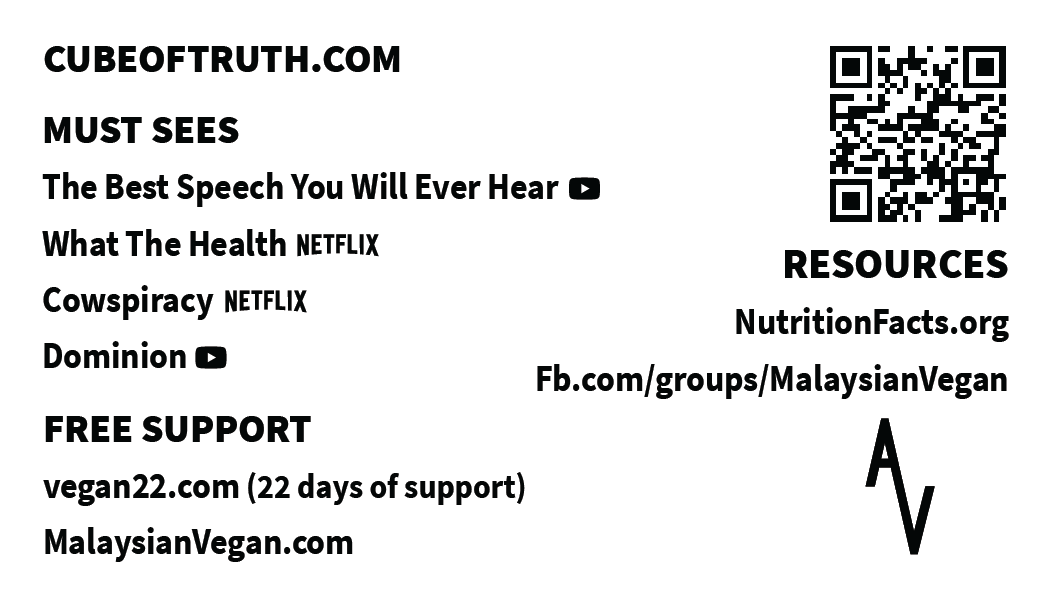 CUBEOFTRUTH.COM
MUST SEES
The Best Speech You Will Ever Hear
What The Health NETFLIX
Cowspiracy NETFLIX
Dominion
FREE SUPPORT
vegan22.com (22 days of support)
MalaysianVegan.com
RESOURCES
NutritionFacts.org
Fb.com/groups/MalaysianVegan
AV